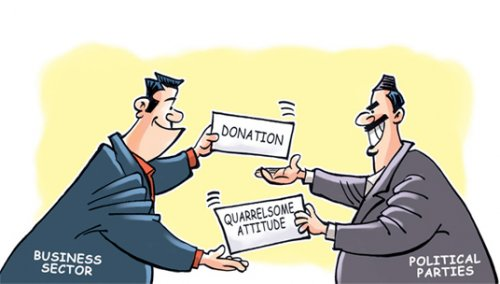 DONATION
QUARRELSOME
ATTITUDE
BUSINESS
SECTOR
POLITICAL
PARTIES